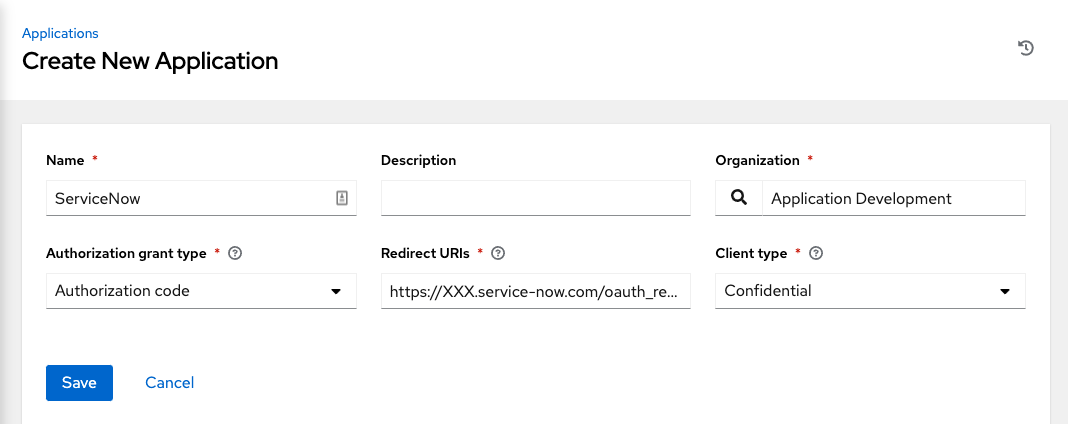 Applications
Create New Application
Name * Description Organization *
ServiceNow Application Development
Authorization grant type * Redirect URIs * Client type *
Authorization code https://XXX.service-now.com/oauth_re... Confidential
Save Cancel